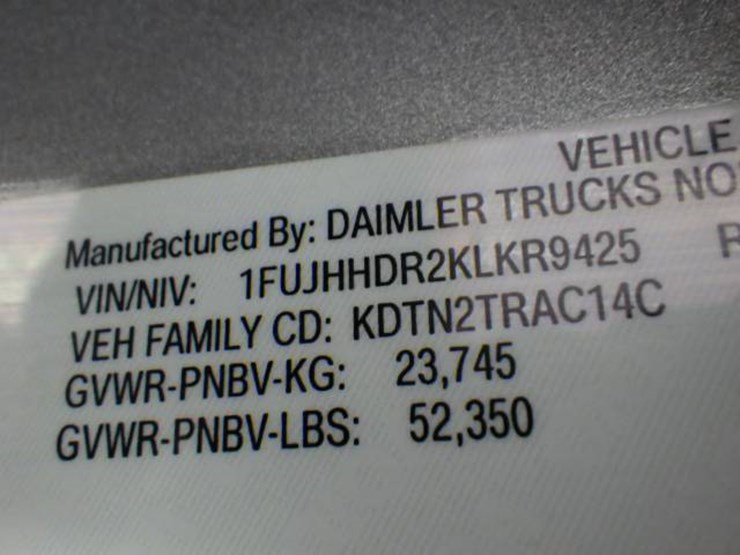 VEHICLE
Manufactured By: DAIMLER TRUCKS NO
VIN/NIV: 1FUJHHDR2KLKR9425
VEH FAMILY CD: KDTN2TRAC14C
GVWR-PNBV-KG: 23,745
GVWR-PNBV-LBS: 52,350